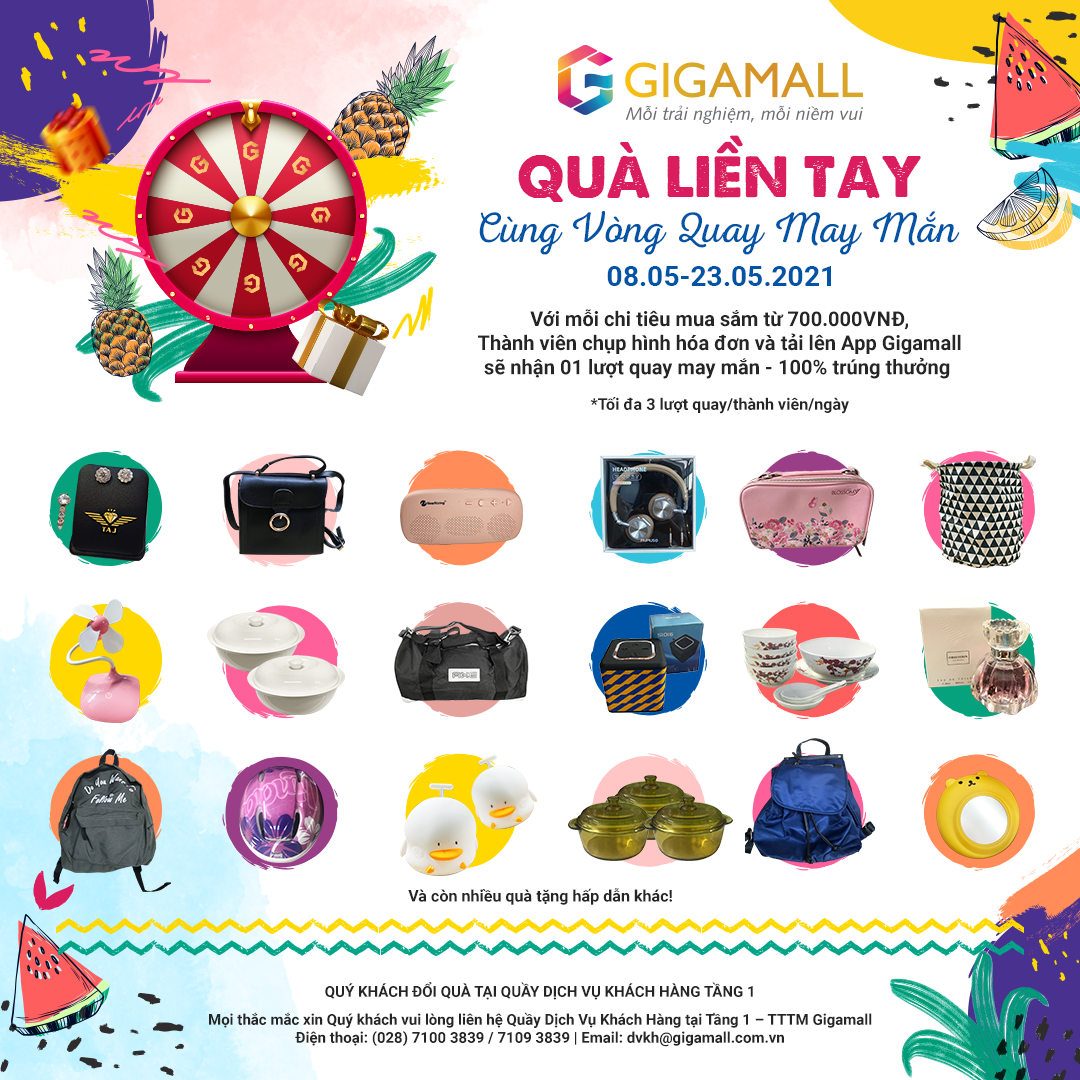 GIGAMALL
Mỗi trải nghiệm, mỗi niềm vui
QUÀ LIỀN TAY
Cùng Vòng Quay May Mắn
08.05-23.05.2021
Với mỗi chi tiêu mua sắm từ 700.000VNĐ,
Thành viên chụp hình hóa đơn và tải lên App Gigamall
sẽ nhận 01 lượt quay may mắn - 100% trúng thưởng
*Tối đa 3 lượt quay/thành viên/ngày
TAJ
NewRixing
HEADPHONE
BLOSSOMY
Do You Want
Follow Me
Và còn nhiều quà tặng hấp dẫn khác!
QUÝ KHÁCH ĐỔI QUÀ TẠI QUẦY DỊCH VỤ KHÁCH HÀNG TẦNG 1
Mọi thắc mắc xin Quý khách vui lòng liên hệ Quầy Dịch Vụ Khách Hàng tại Tầng 1 – TTTM Gigamall
Điện thoại: (028) 7100 3839 / 7109 3839 | Email: dvkh@gigamall.com.vn